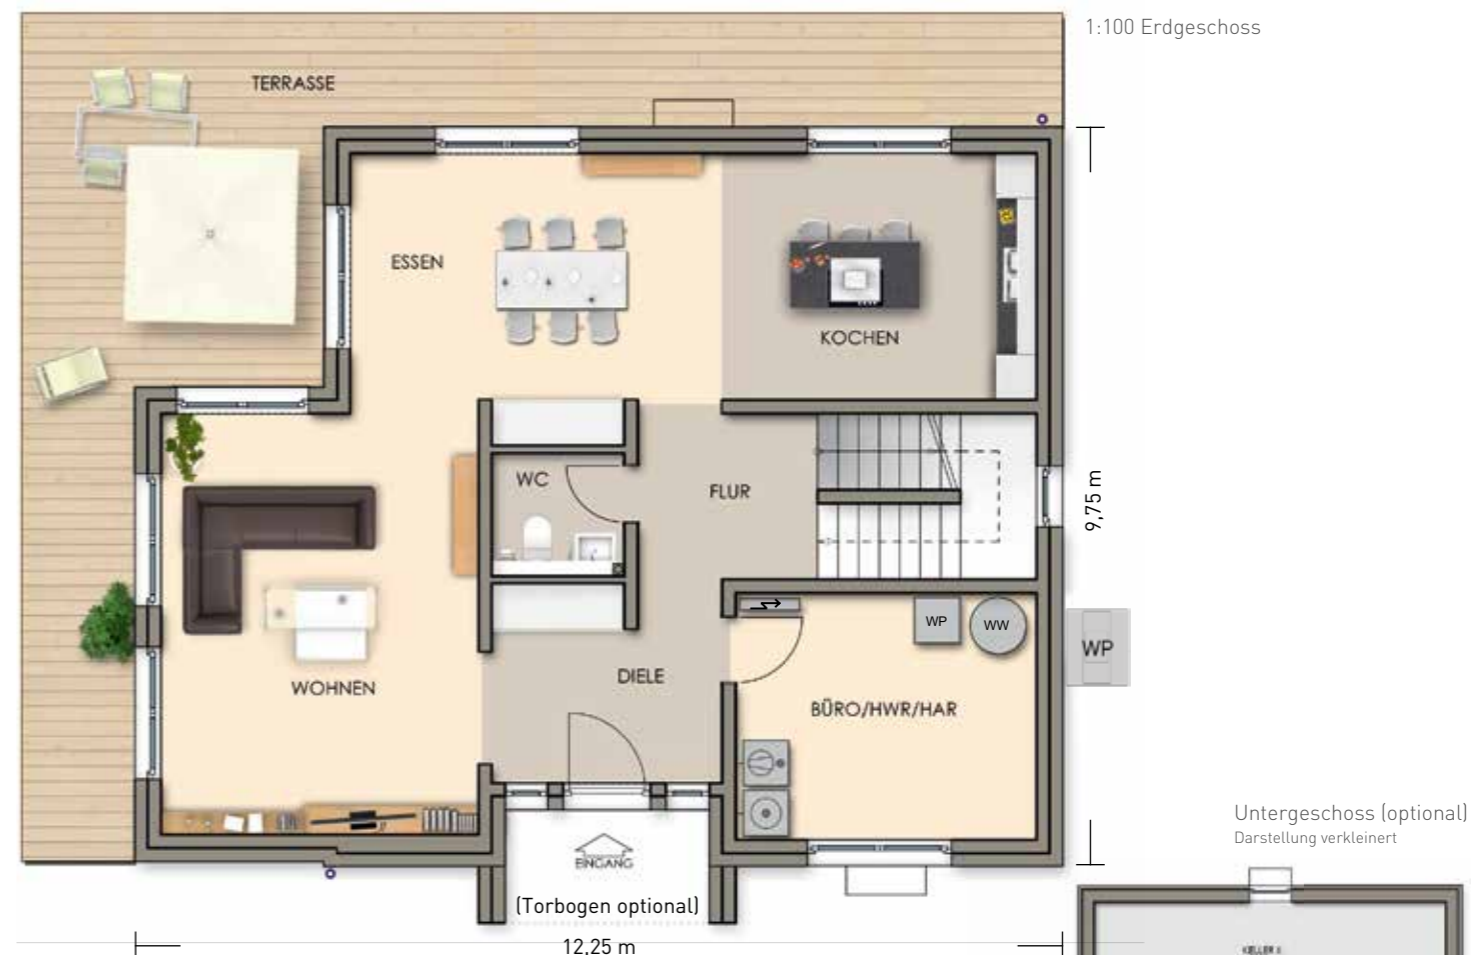 1:100 Erdgeschoss
TERRASSE
ESSEN
KOCHEN
WC
FLUR
9,75 m
WP
WW
WP
DIELE
WOHNEN
BÜRO/HWR/HAR
Untergeschoss (optional)
Darstellung verkleinert
EINGANG
(Torbogen optional)
12,25 m